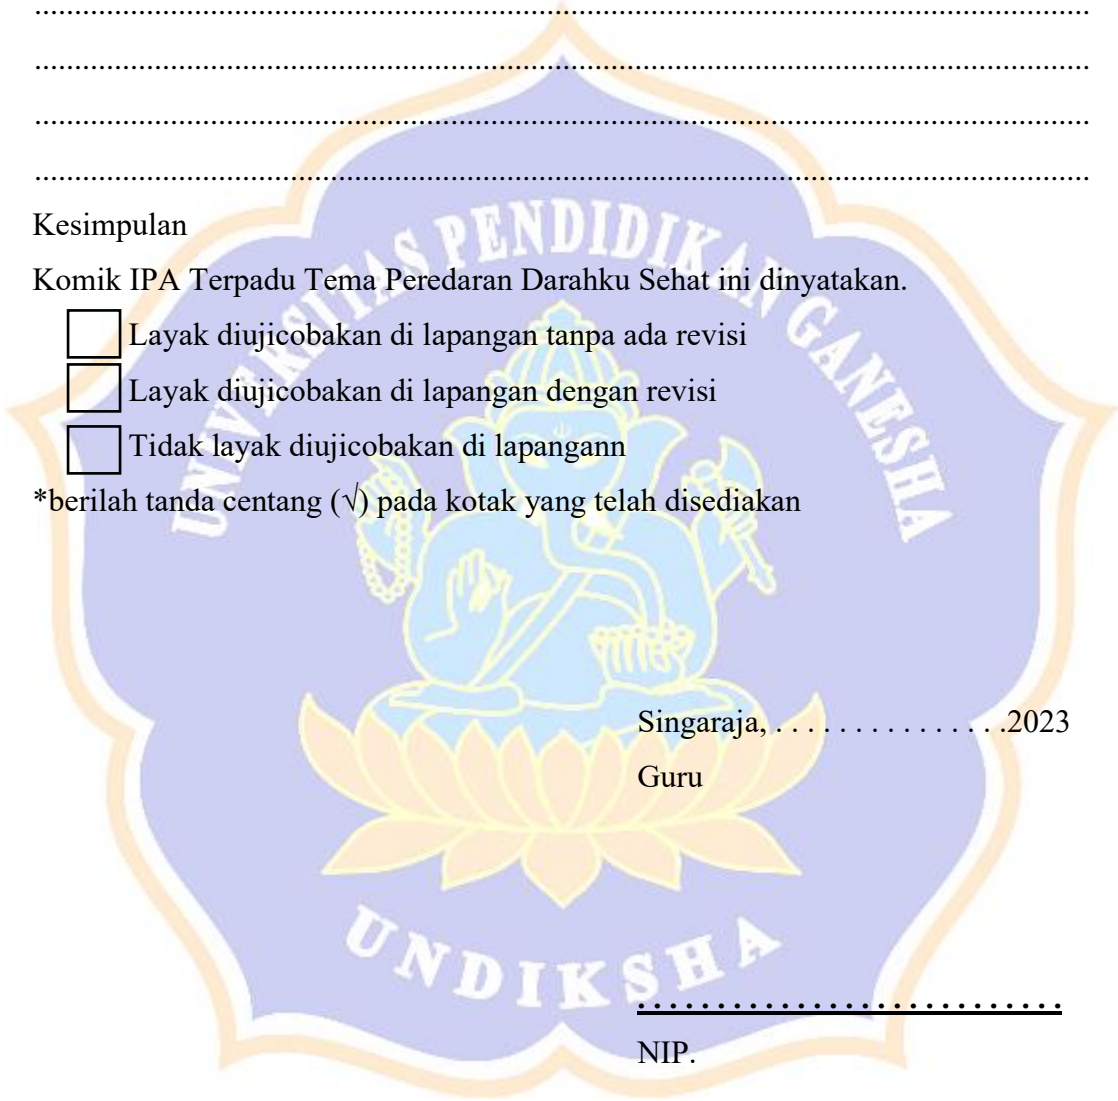 ....................................................................................................................................
....................................................................................................................................
....................................................................................................................................
....................................................................................................................................
Kesimpulan
Komik IPA Terpadu Tema Peredaran Darahku Sehat ini dinyatakan.
Layak diujicobakan di lapangan tanpa ada revisi
Layak diujicobakan di lapangan dengan revisi
Tidak layak diujicobakan di lapangann
*berilah tanda centang (√) pada kotak yang telah disediakan
Singaraja, . . . . . . . . . . . . . . .2023
Guru
. . . . . . . . . . . . . . . . . . . . . . . . . . .
NIP.
UNIVERSITAS PENDIDIKAN GANESHA
UNDIKSHA